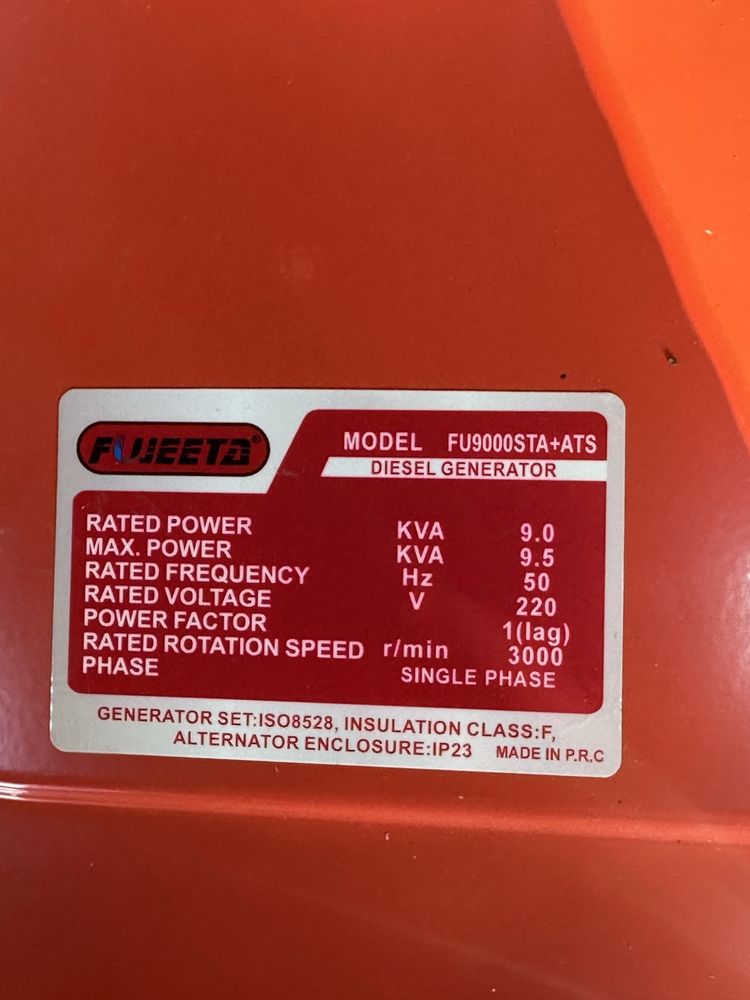 FUJEETA®
MODEL FU9000STA+ATS
DIESEL GENERATOR
RATED POWER KVA 9.0
MAX. POWER KVA 9.5
RATED FREQUENCY Hz 50
RATED VOLTAGE V 220
POWER FACTOR 1(lag)
RATED ROTATION SPEED r/min 3000
PHASE SINGLE PHASE
GENERATOR SET:ISO8528, INSULATION CLASS:F,
ALTERNATOR ENCLOSURE:IP23 MADE IN P.R.C